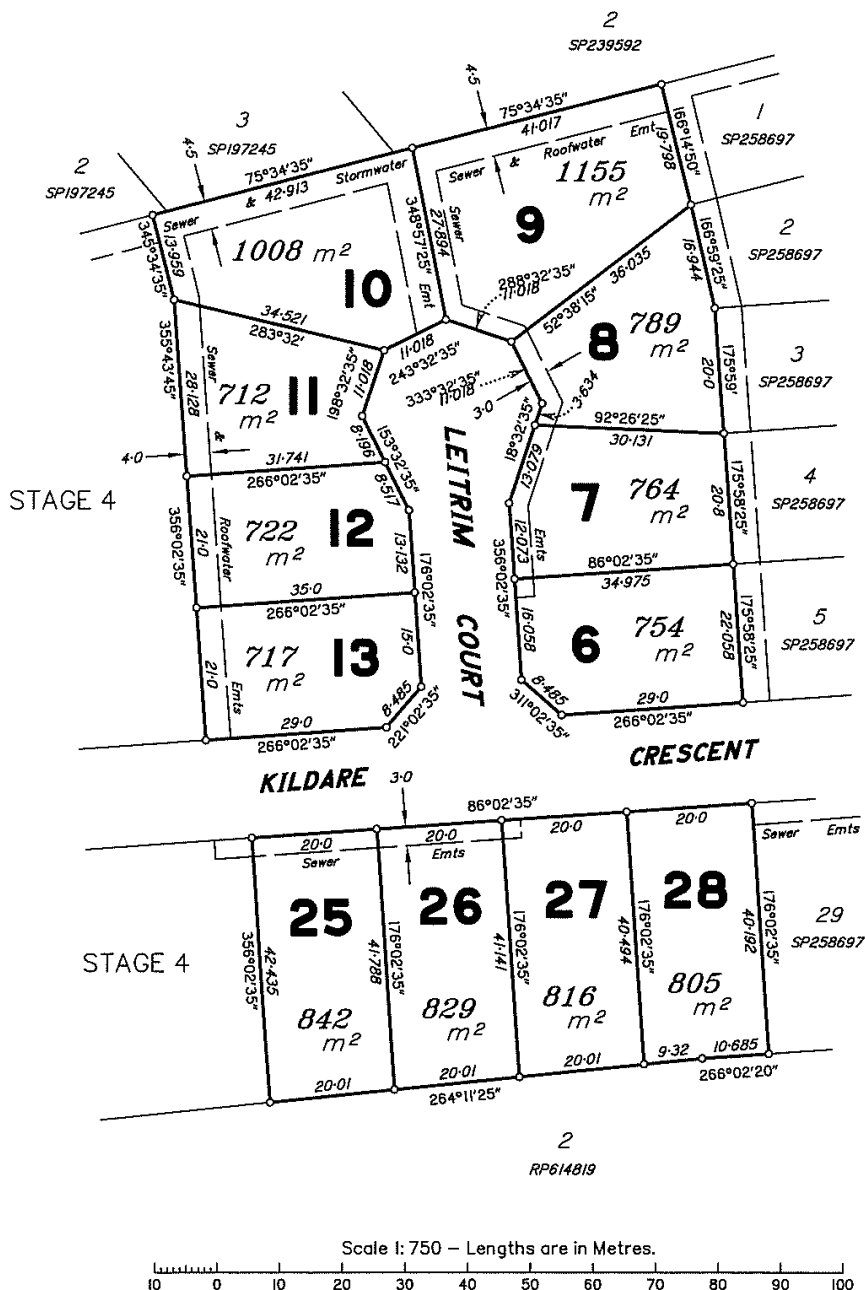 2
SP239592
4·5
75°34'35"
41·017
3
SP197245
4·5
75°34'35"
42·913
2
SP197245
Sewer & Stormwater
Sewer & Roofwater Emt
166°14'50"
19·798
1
SP258697
345°34'35"
13·959
1008 m²
10
348°57'25"
27·894
Sewer
Emt
9
1155 m²
2
SP258697
166°59'25"
16·944
34·521
283°32'
11·018
243°32'35"
288°32'35"
11·018
52°38'15"
36·035
8
789 m²
3
SP258697
175°59'
20·0
355°43'45"
28·128
Sewer &
712 m²
11
198°32'35"
11·018
333°32'35"
11·018
3·0
3·634
92°26'25"
30·131
4·0
31·741
266°02'35"
153°32'35"
8·196
8·517
18°32'35"
13·079
7
764 m²
4
SP258697
175°58'25"
20·8
STAGE 4
LEITRIM COURT
356°02'35"
21·0
722 m²
12
Roofwater
13·132
176°02'35"
356°02'35"
12·073
Emts
86°02'35"
34·975
35·0
266°02'35"
717 m²
13
15·0
21·0
Emts
16·058
6
754 m²
5
SP258697
175°58'25"
22·058
29·0
266°02'35"
8·485
221°02'35"
8·485
311°02'35"
29·0
266°02'35"
KILDARE CRESCENT
3·0
86°02'35"
20·0
20·0
20·0
20·0
Sewer Emts
Sewer Emts
25
26
27
28
29
SP258697
STAGE 4
356°02'35"
42·435
176°02'35"
41·788
176°02'35"
41·141
176°02'35"
40·494
176°02'35"
40·192
842 m²
829 m²
816 m²
805 m²
20·01
20·01
20·01
9·32
10·685
264°11'25"
266°02'20"
2
RP614819
Scale 1:750 – Lengths are in Metres.
10 0 10 20 30 40 50 60 70 80 90 100